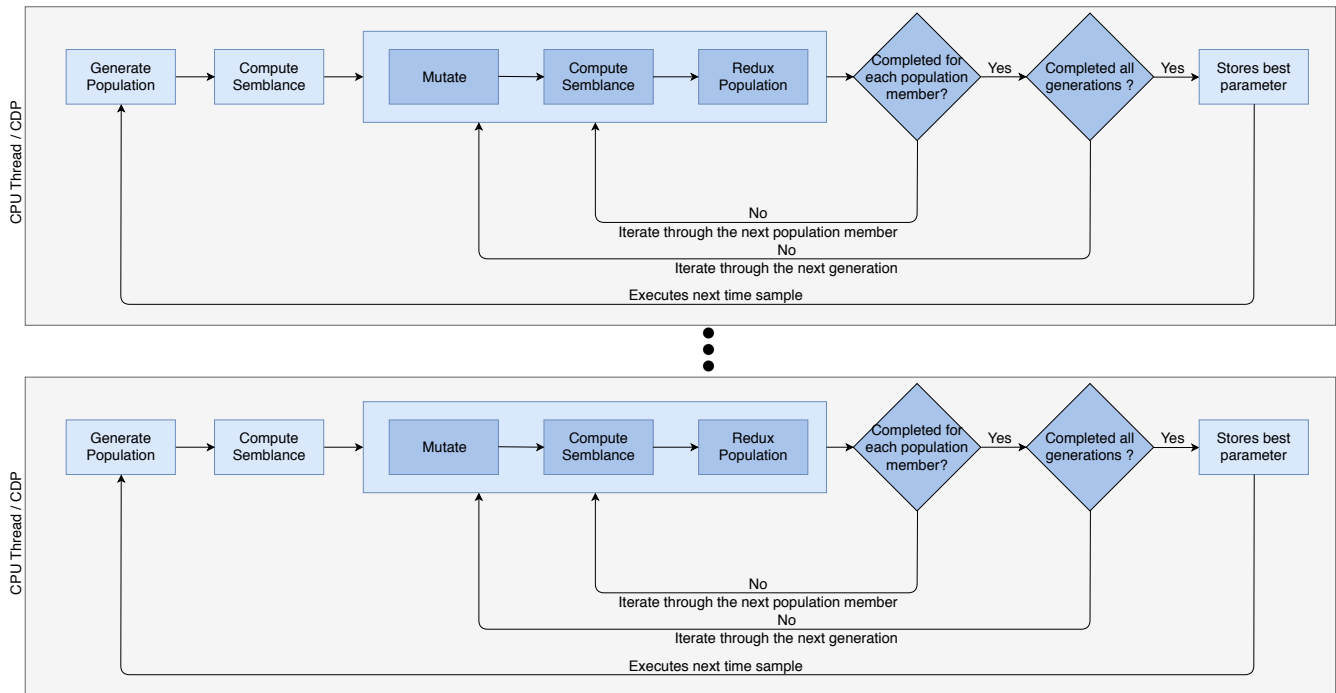 CPU Thread / CDP
Generate
Population
Compute
Semblance
Mutate
Compute
Semblance
Redux
Population
Completed for
each population
member?
Yes
Completed all
generations ?
Yes
Stores best
parameter
No
Iterate through the next population member
No
Iterate through the next generation
Executes next time sample
CPU Thread / CDP
Generate
Population
Compute
Semblance
Mutate
Compute
Semblance
Redux
Population
Completed for
each population
member?
Yes
Completed all
generations ?
Yes
Stores best
parameter
No
Iterate through the next population member
No
Iterate through the next generation
Executes next time sample